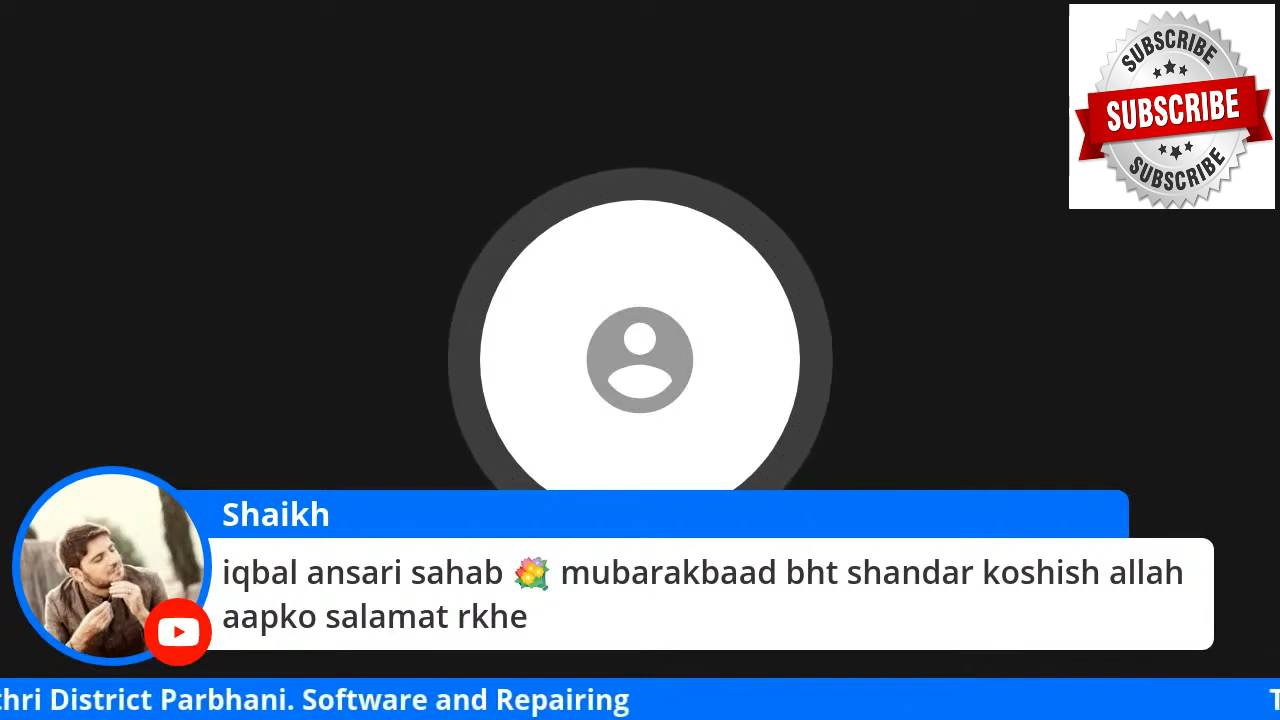 SUBSCRIBE
SUBSCRIBE
SUBSCRIBE
Shaikh
iqbal ansari sahab 💐 mubarakbaad bht shandar koshish allah
aapko salamat rkhe
District Parbhani. Software and Repairing